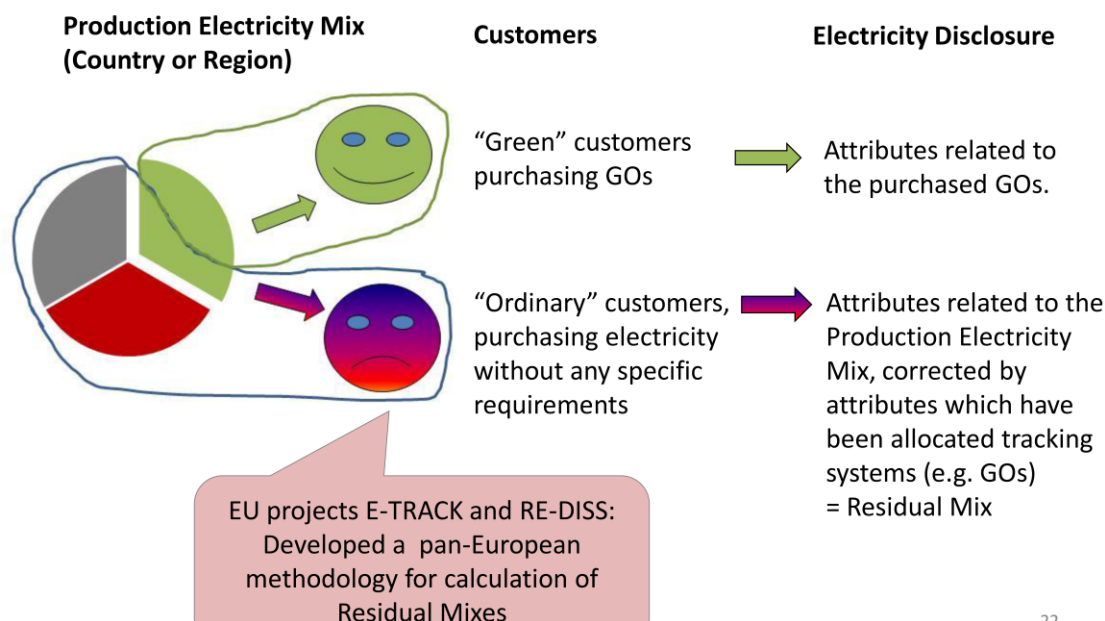 Production Electricity Mix
(Country or Region)
Customers
Electricity Disclosure
“Green” customers
purchasing GOs
Attributes related to
the purchased GOs.
“Ordinary” customers,
purchasing electricity
without any specific
requirements
Attributes related to the
Production Electricity
Mix, corrected by
attributes which have
been allocated tracking
systems (e.g. GOs)
= Residual Mix
EU projects E-TRACK and RE-DISS:
Developed a  pan-European
methodology for calculation of
Residual Mixes
22